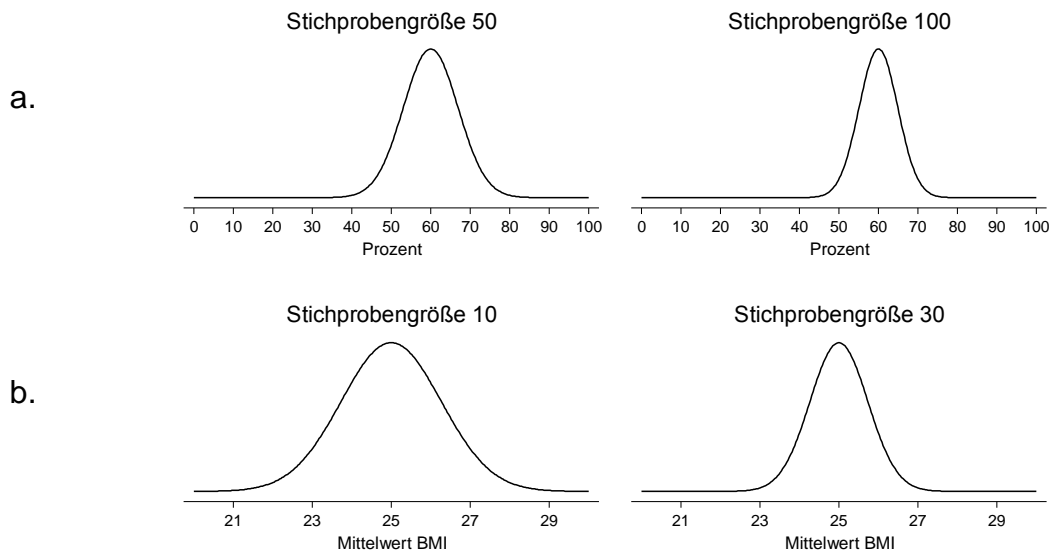 Stichprobengröße 50
Stichprobengröße 100
a.
0 10 20 30 40 50 60 70 80 90 100
0 10 20 30 40 50 60 70 80 90 100
Prozent
Prozent
Stichprobengröße 10
Stichprobengröße 30
b.
21 23 25 27 29
21 23 25 27 29
Mittelwert BMI
Mittelwert BMI